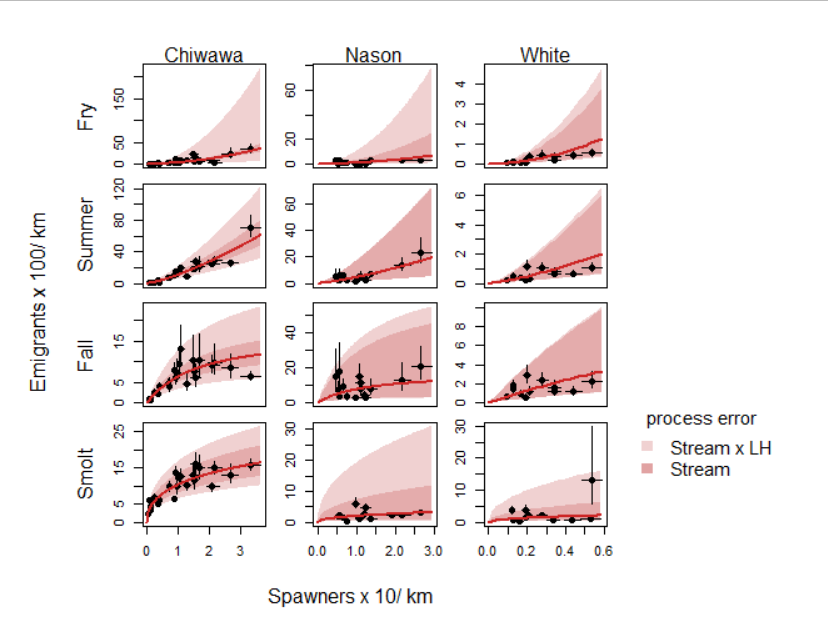 Chiwawa Nason White
Fry
50 150
0
20 60
0
0 1 2 3 4
Summer
0 40 80 120
0 20 40 60
0 2 4 6
Fall
0 5 15
0 20 40
0 2 4 6 8
Smolt
0 5 15 25
0 10 20 30
0 10 20 30
0 1 2 3
0.0 1.0 2.0 3.0
0.0 0.2 0.4 0.6
Emigrants x 100/ km
Spawners x 10/ km
process error
Stream x LH
Stream